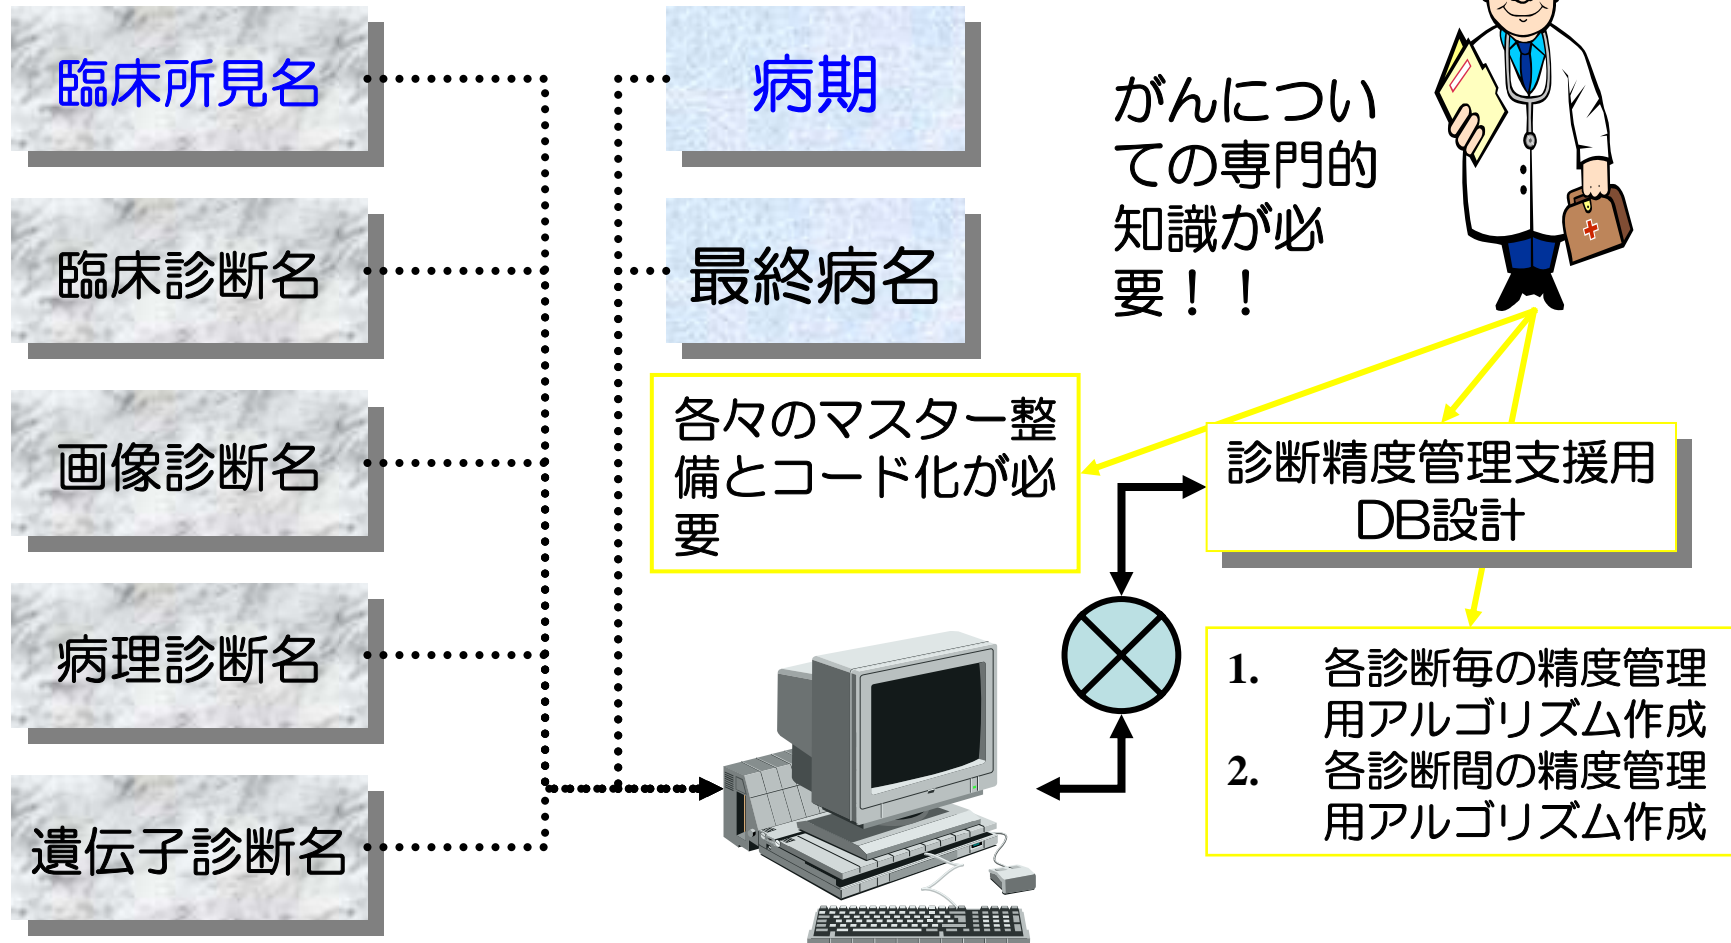 臨床所見名
臨床診断名
画像診断名
病理診断名
遺伝子診断名
病期
最終病名
がんについ
ての専門的
知識が必
要！！
各々のマスター整
備とコード化が必
要
診断精度管理支援用
DB設計
1. 各診断毎の精度管理
用アルゴリズム作成
2. 各診断間の精度管理
用アルゴリズム作成